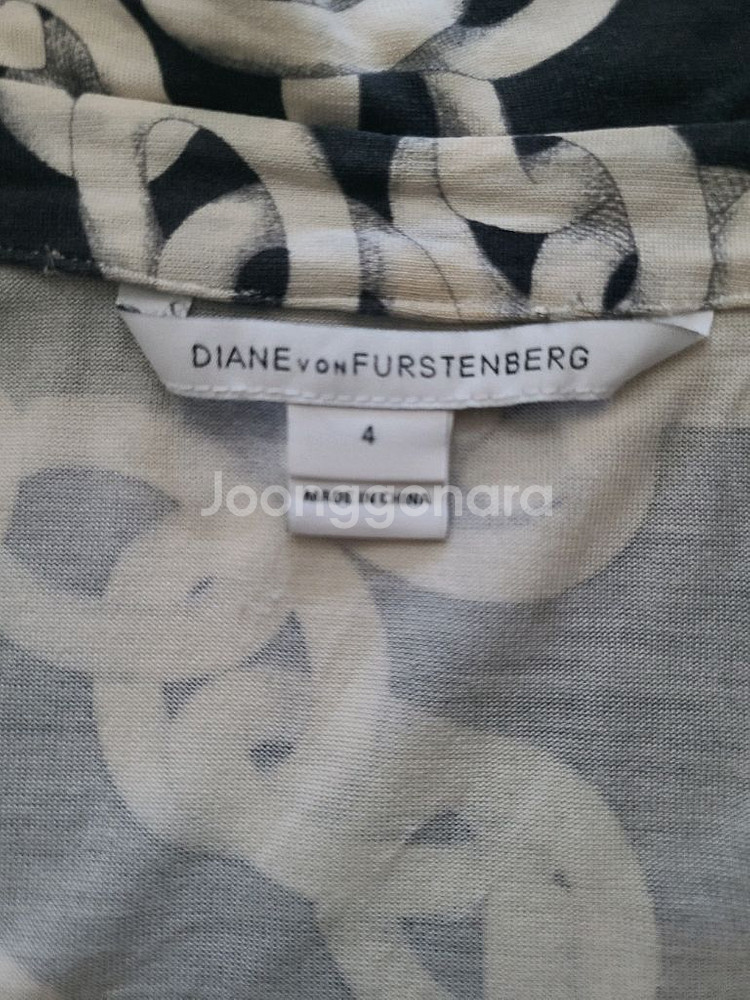 DIANE VON FURSTENBERG
4
MADE IN CHINA
Joonggonara